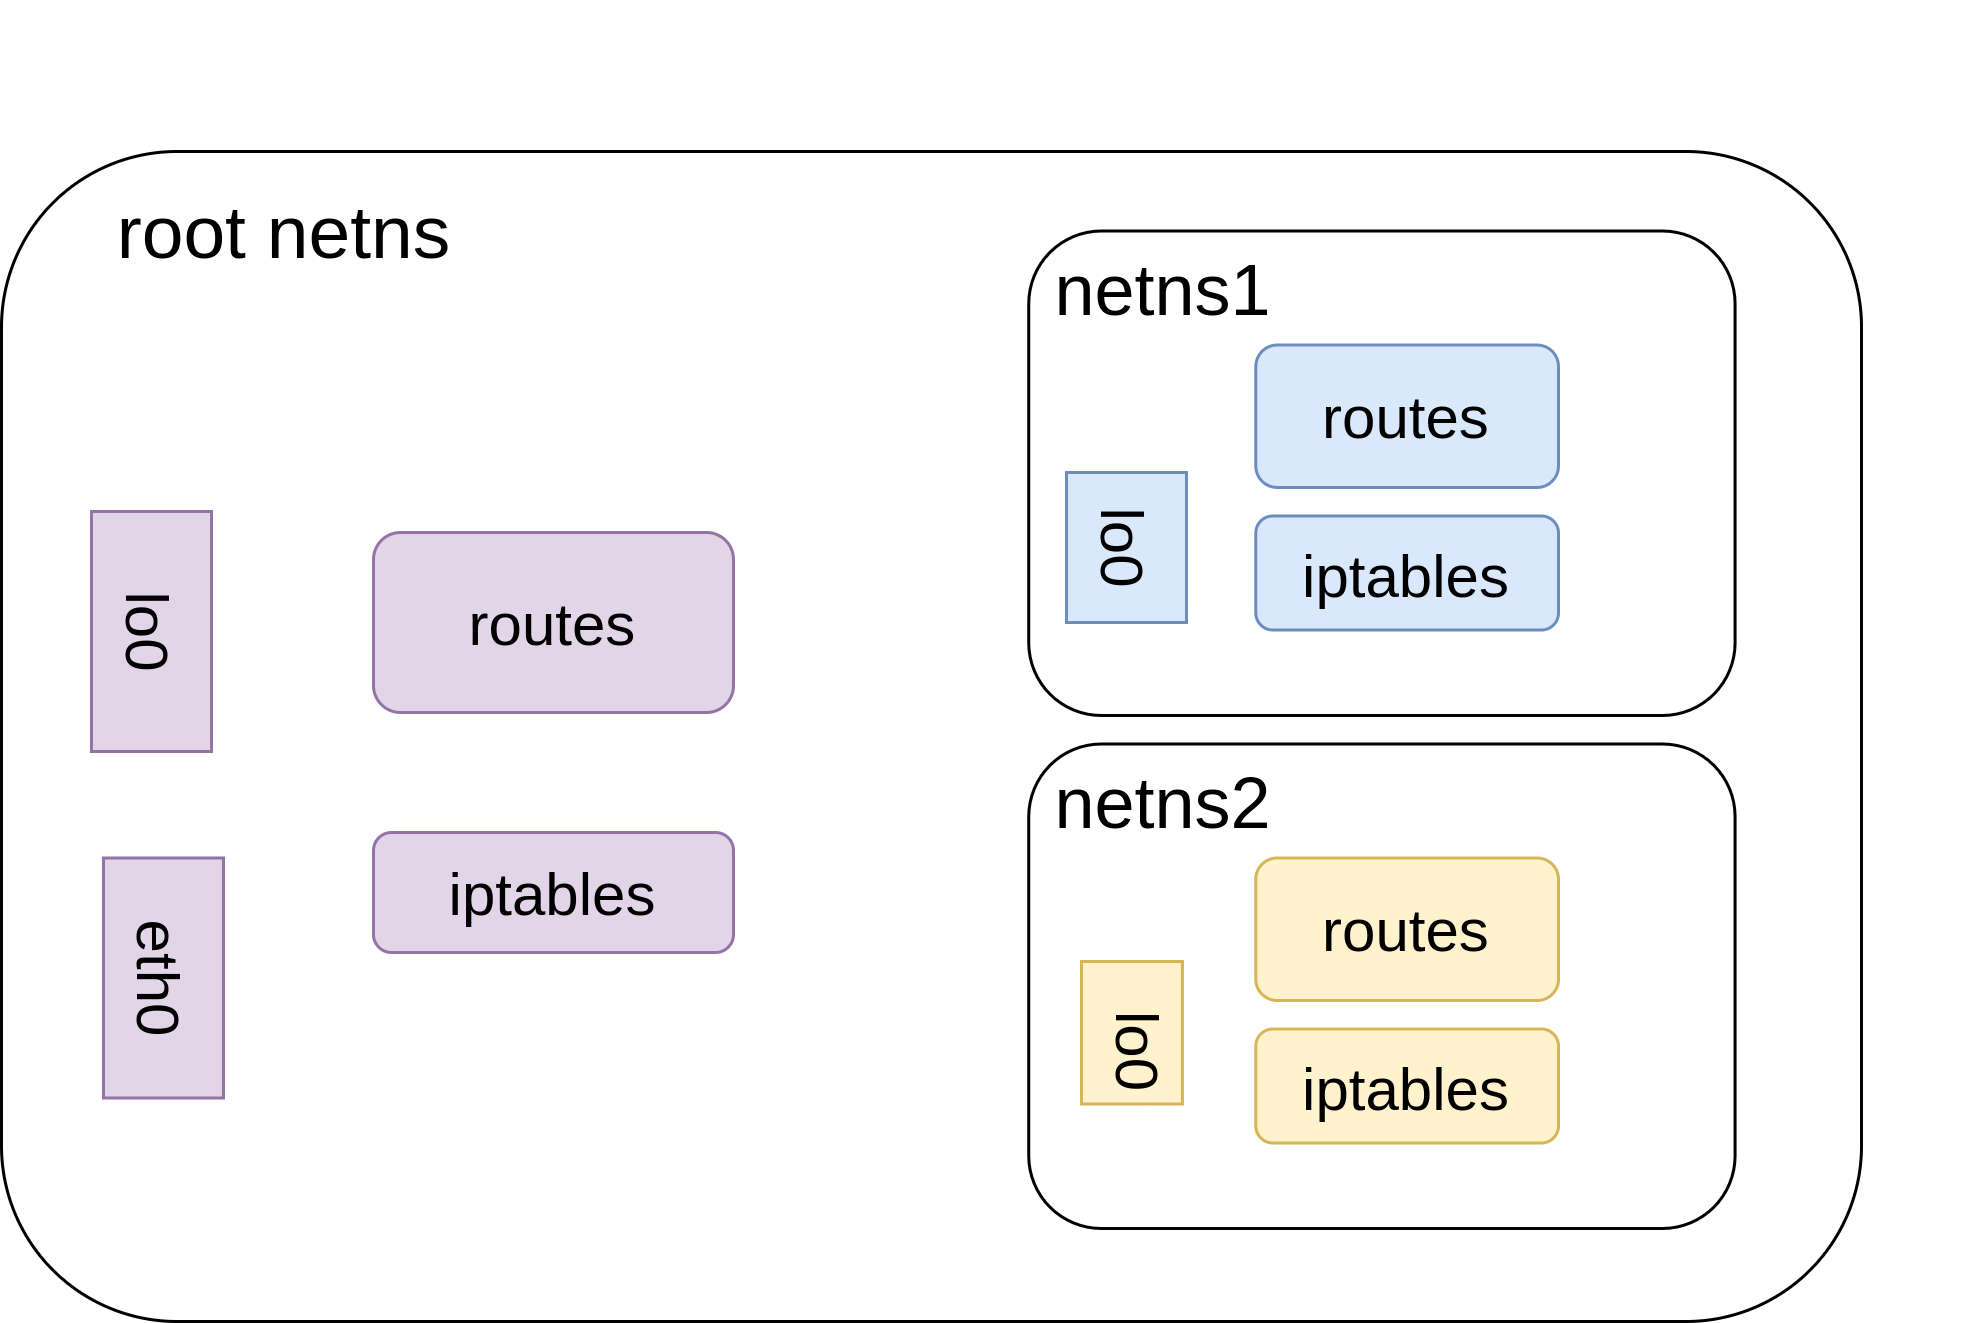 root netns
lo0
routes
eth0
iptables
netns1
routes
lo0
iptables
netns2
routes
lo0
iptables